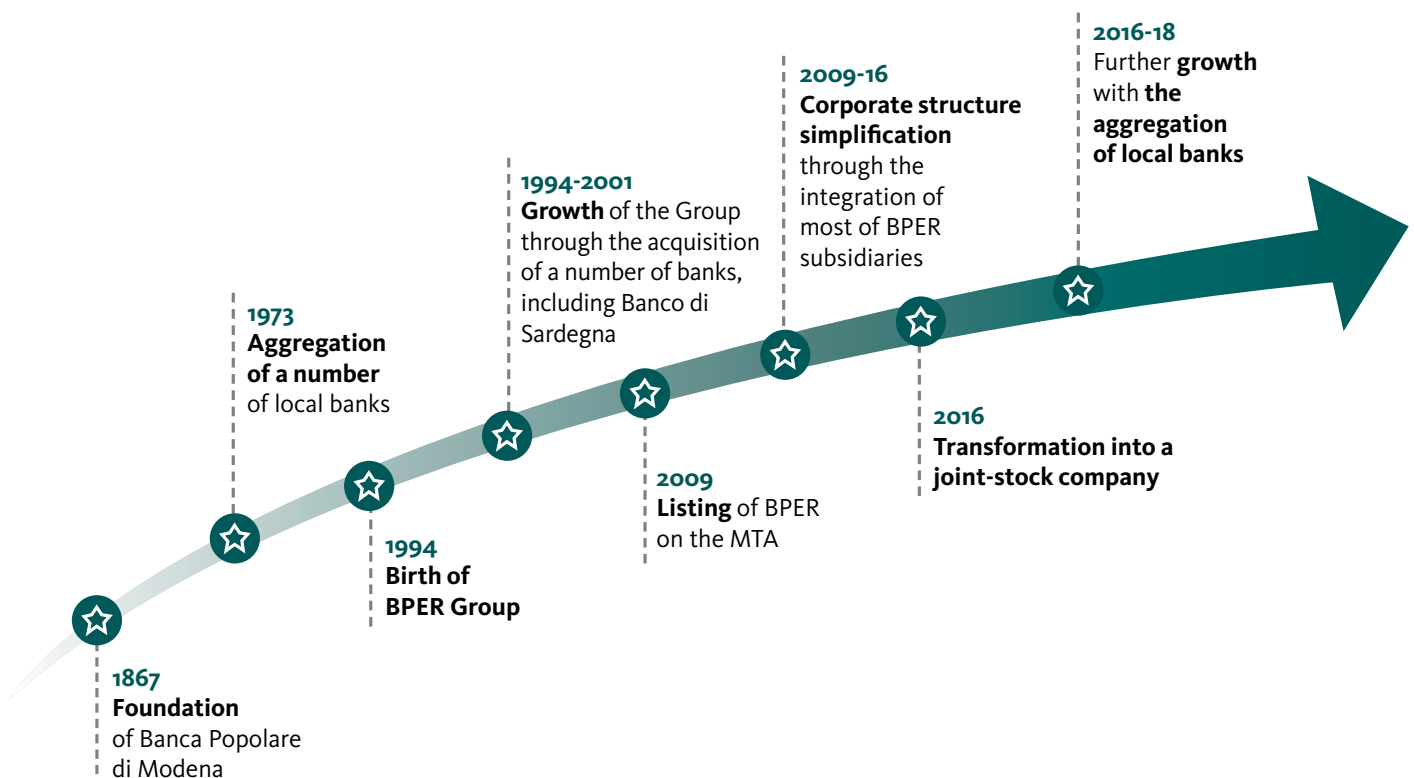 1867
Foundation
of Banca Popolare
di Modena
1973
Aggregation
of a number
of local banks
1994
Birth of
BPER Group
1994-2001
Growth of the Group
through the acquisition
of a number of banks,
including Banco di
Sardegna
2009
Listing of BPER
on the MTA
2009-16
Corporate structure
simplification
through the
integration of
most of BPER
subsidiaries
2016
Transformation into a
joint-stock company
2016-18
Further growth
with the
aggregation
of local banks